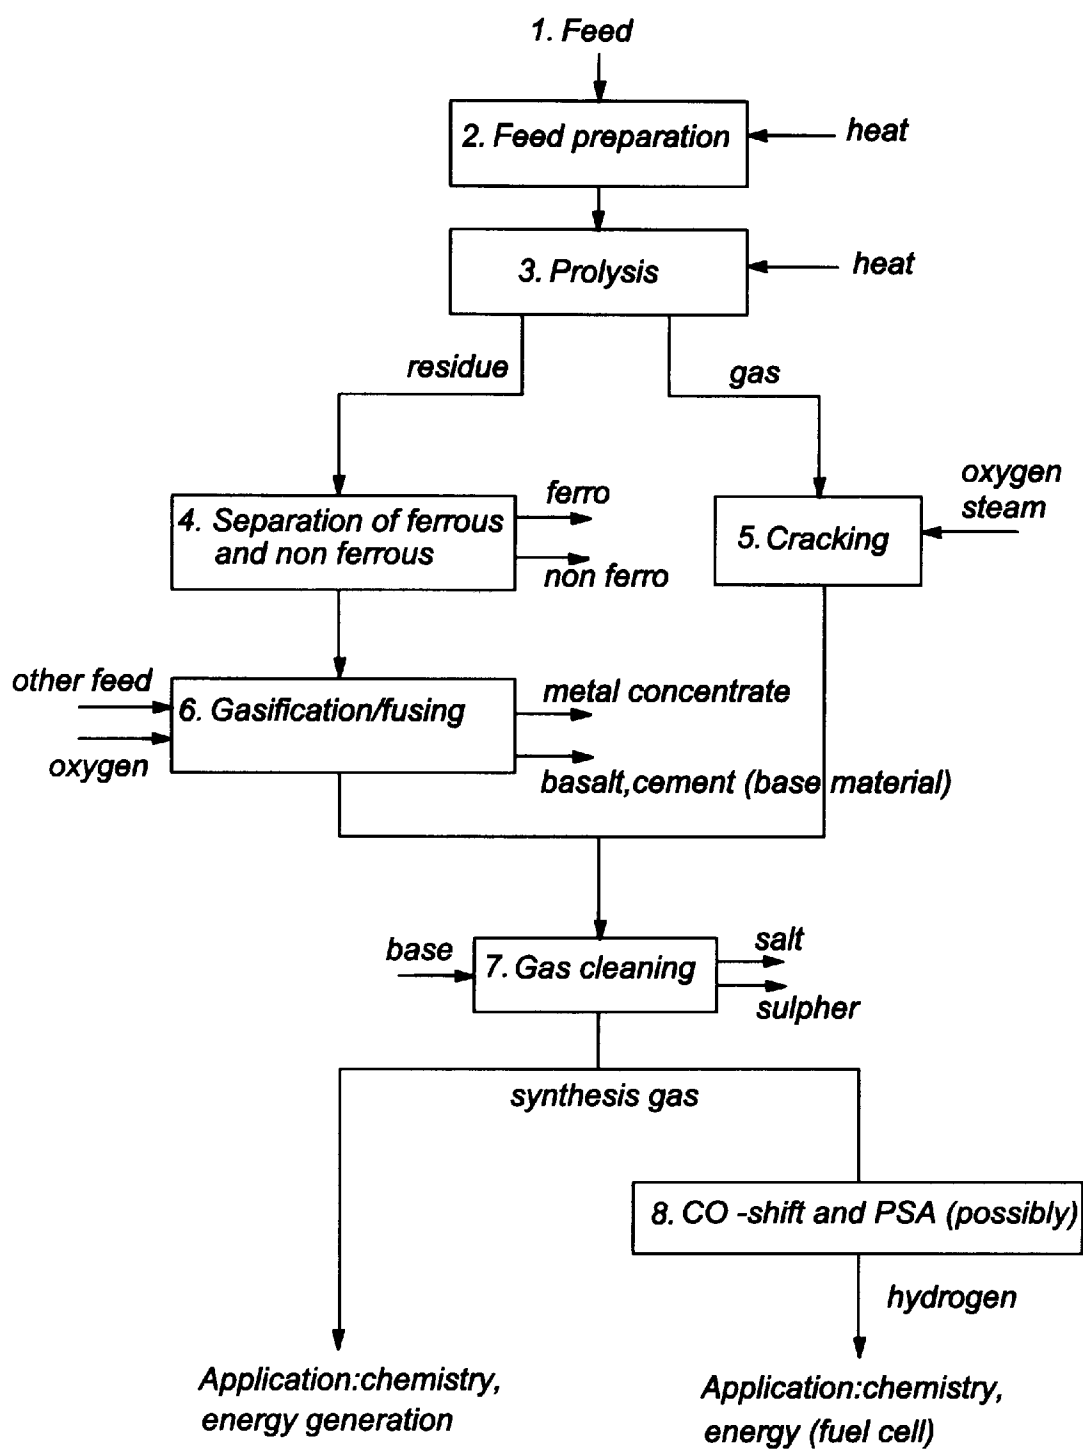 1. Feed
2. Feed preparation
heat
3. Prolysis
heat
residue
gas
4. Separation of ferrous
and non ferrous
ferro
non ferro
5. Cracking
oxygen
steam
other feed
oxygen
6. Gasification/fusing
metal concentrate
basalt,cement (base material)
base
7. Gas cleaning
salt
sulpher
synthesis gas
8. CO -shift and PSA (possibly)
hydrogen
Application:chemistry,
energy generation
Application:chemistry,
energy (fuel cell)